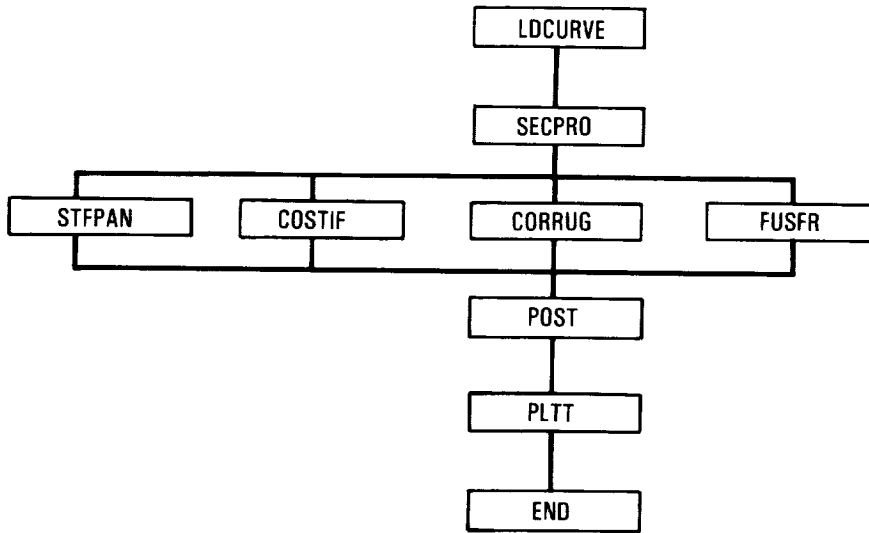 LDCURVE
SECPRO
STFPAN
COSTIF
CORRUG
FUSFR
POST
PLTT
END